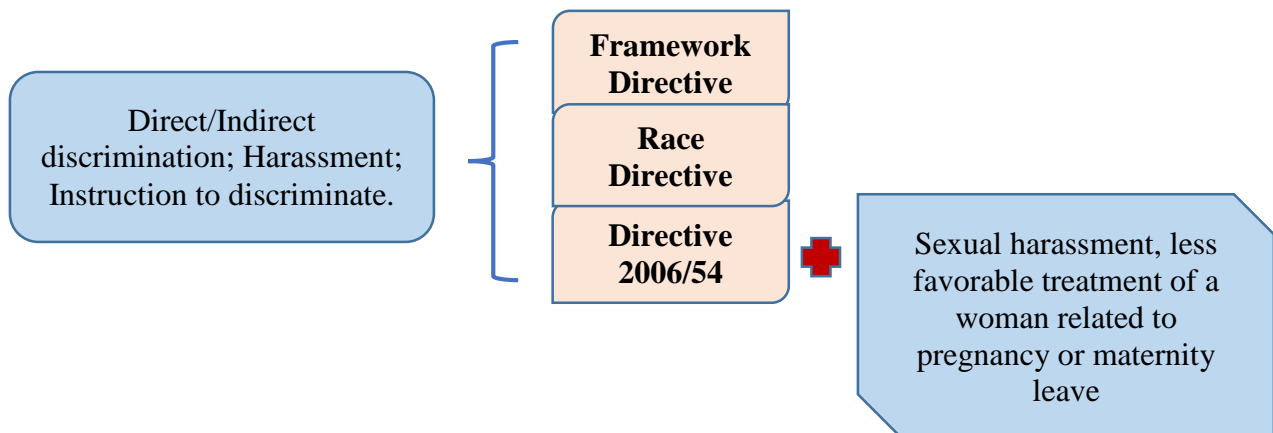 Direct/Indirect
discrimination; Harassment;
Instruction to discriminate.
Framework
Directive
Race
Directive
Directive
2006/54
Sexual harassment, less
favorable treatment of a
woman related to
pregnancy or maternity
leave